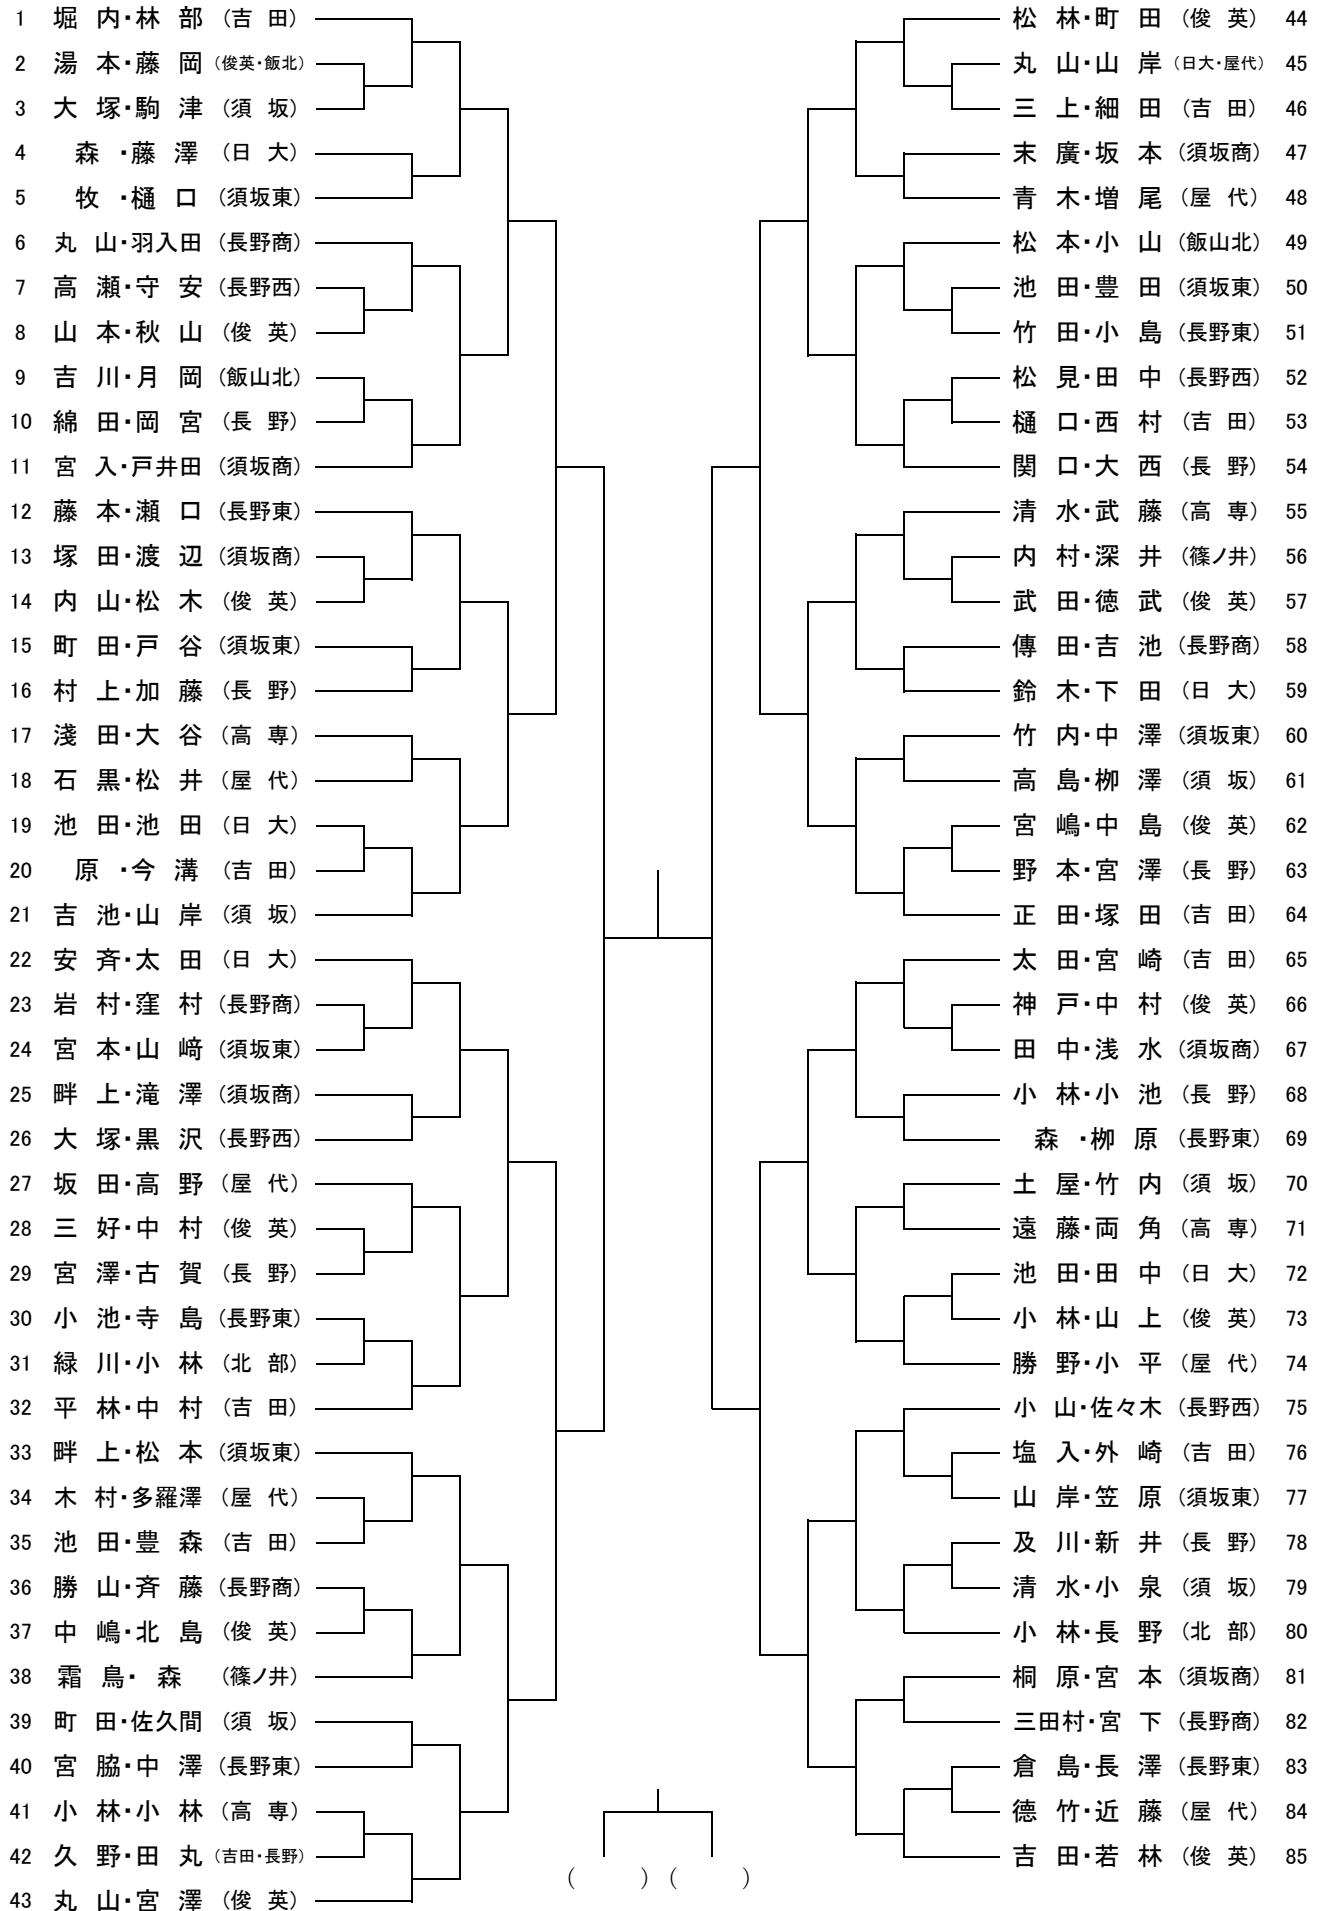 1 堀 内・林 部 (吉 田)
2 湯 本・藤 岡 (俊英・飯北)
3 大 塚・駒 津 (須 坂)
4 森 ・藤 澤 (日 大)
5 牧 ・樋 口 (須坂東)
6 丸 山・羽入田 (長野商)
7 高 瀬・守 安 (長野西)
8 山 本・秋 山 (俊 英)
9 吉 川・月 岡 (飯山北)
10 綿 田・岡 宮 (長 野)
11 宮 入・戸井田 (須坂商)
12 藤 本・瀬 口 (長野東)
13 塚 田・渡 辺 (須坂商)
14 内 山・松 木 (俊 英)
15 町 田・戸 谷 (須坂東)
16 村 上・加 藤 (長 野)
17 淺 田・大 谷 (高 専)
18 石 黒・松 井 (屋 代)
19 池 田・池 田 (日 大)
20 原 ・今 溝 (吉 田)
21 吉 池・山 岸 (須 坂)
22 安 斉・太 田 (日 大)
23 岩 村・窪 村 (長野商)
24 宮 本・山 﨑 (須坂東)
25 畔 上・滝 澤 (須坂商)
26 大 塚・黒 沢 (長野西)
27 坂 田・高 野 (屋 代)
28 三 好・中 村 (俊 英)
29 宮 澤・古 賀 (長 野)
30 小 池・寺 島 (長野東)
31 緑 川・小 林 (北 部)
32 平 林・中 村 (吉 田)
33 畔 上・松 本 (須坂東)
34 木 村・多羅澤 (屋 代)
35 池 田・豊 森 (吉 田)
36 勝 山・斉 藤 (長野商)
37 中 嶋・北 島 (俊 英)
38 霜 鳥・ 森 (篠ノ井)
39 町 田・佐久間 (須 坂)
40 宮 脇・中 澤 (長野東)
41 小 林・小 林 (高 専)
42 久 野・田 丸 (吉田・長野)
43 丸 山・宮 澤 (俊 英)
松 林・町 田 (俊 英) 44
丸 山・山 岸 (日大・屋代) 45
三 上・細 田 (吉 田) 46
末 廣・坂 本 (須坂商) 47
青 木・増 尾 (屋 代) 48
松 本・小 山 (飯山北) 49
池 田・豊 田 (須坂東) 50
竹 田・小 島 (長野東) 51
松 見・田 中 (長野西) 52
樋 口・西 村 (吉 田) 53
関 口・大 西 (長 野) 54
清 水・武 藤 (高 専) 55
内 村・深 井 (篠ノ井) 56
武 田・徳 武 (俊 英) 57
傳 田・吉 池 (長野商) 58
鈴 木・下 田 (日 大) 59
竹 内・中 澤 (須坂東) 60
高 島・栁 澤 (須 坂) 61
宮 嶋・中 島 (俊 英) 62
野 本・宮 澤 (長 野) 63
正 田・塚 田 (吉 田) 64
太 田・宮 崎 (吉 田) 65
神 戸・中 村 (俊 英) 66
田 中・浅 水 (須坂商) 67
小 林・小 池 (長 野) 68
森 ・栁 原 (長野東) 69
土 屋・竹 内 (須 坂) 70
遠 藤・両 角 (高 専) 71
池 田・田 中 (日 大) 72
小 林・山 上 (俊 英) 73
勝 野・小 平 (屋 代) 74
小 山・佐々木 (長野西) 75
塩 入・外 崎 (吉 田) 76
山 岸・笠 原 (須坂東) 77
及 川・新 井 (長 野) 78
清 水・小 泉 (須 坂) 79
小 林・長 野 (北 部) 80
桐 原・宮 本 (須坂商) 81
三田村・宮 下 (長野商) 82
倉 島・長 澤 (長野東) 83
德 竹・近 藤 (屋 代) 84
吉 田・若 林 (俊 英) 85
( ) ( )